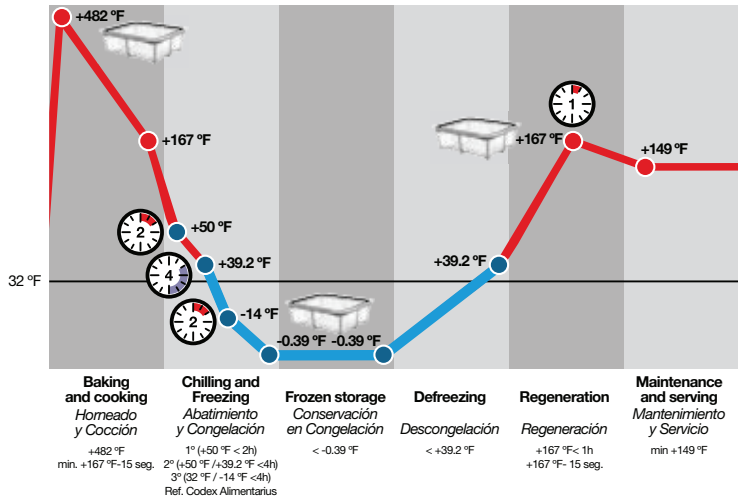 +482 ºF
+167 ºF
2
+50 ºF
4
+39.2 ºF
32 ºF
2
-14 ºF
-0.39 ºF -0.39 ºF
+39.2 ºF
1
+167 ºF
+149 ºF
Baking
and cooking
Horneado
y Cocción
+482 ºF
min. +167 ºF-15 seg.
Chilling and
Freezing
Abatimiento
y Congelación
1º (+50 ºF < 2h)
2º (+50 ºF /+39.2 ºF <4h)
3º (32 ºF / -14 ºF <4h)
Ref. Codex Alimentarius
Frozen storage
Conservación
en Congelación
< -0.39 ºF
Defreezing
Descongelación
< +39.2 ºF
Regeneration
Regeneración
+167 ºF< 1h
+167 ºF- 15 seg.
Maintenance
and serving
Mantenimiento
y Servicio
min +149 ºF